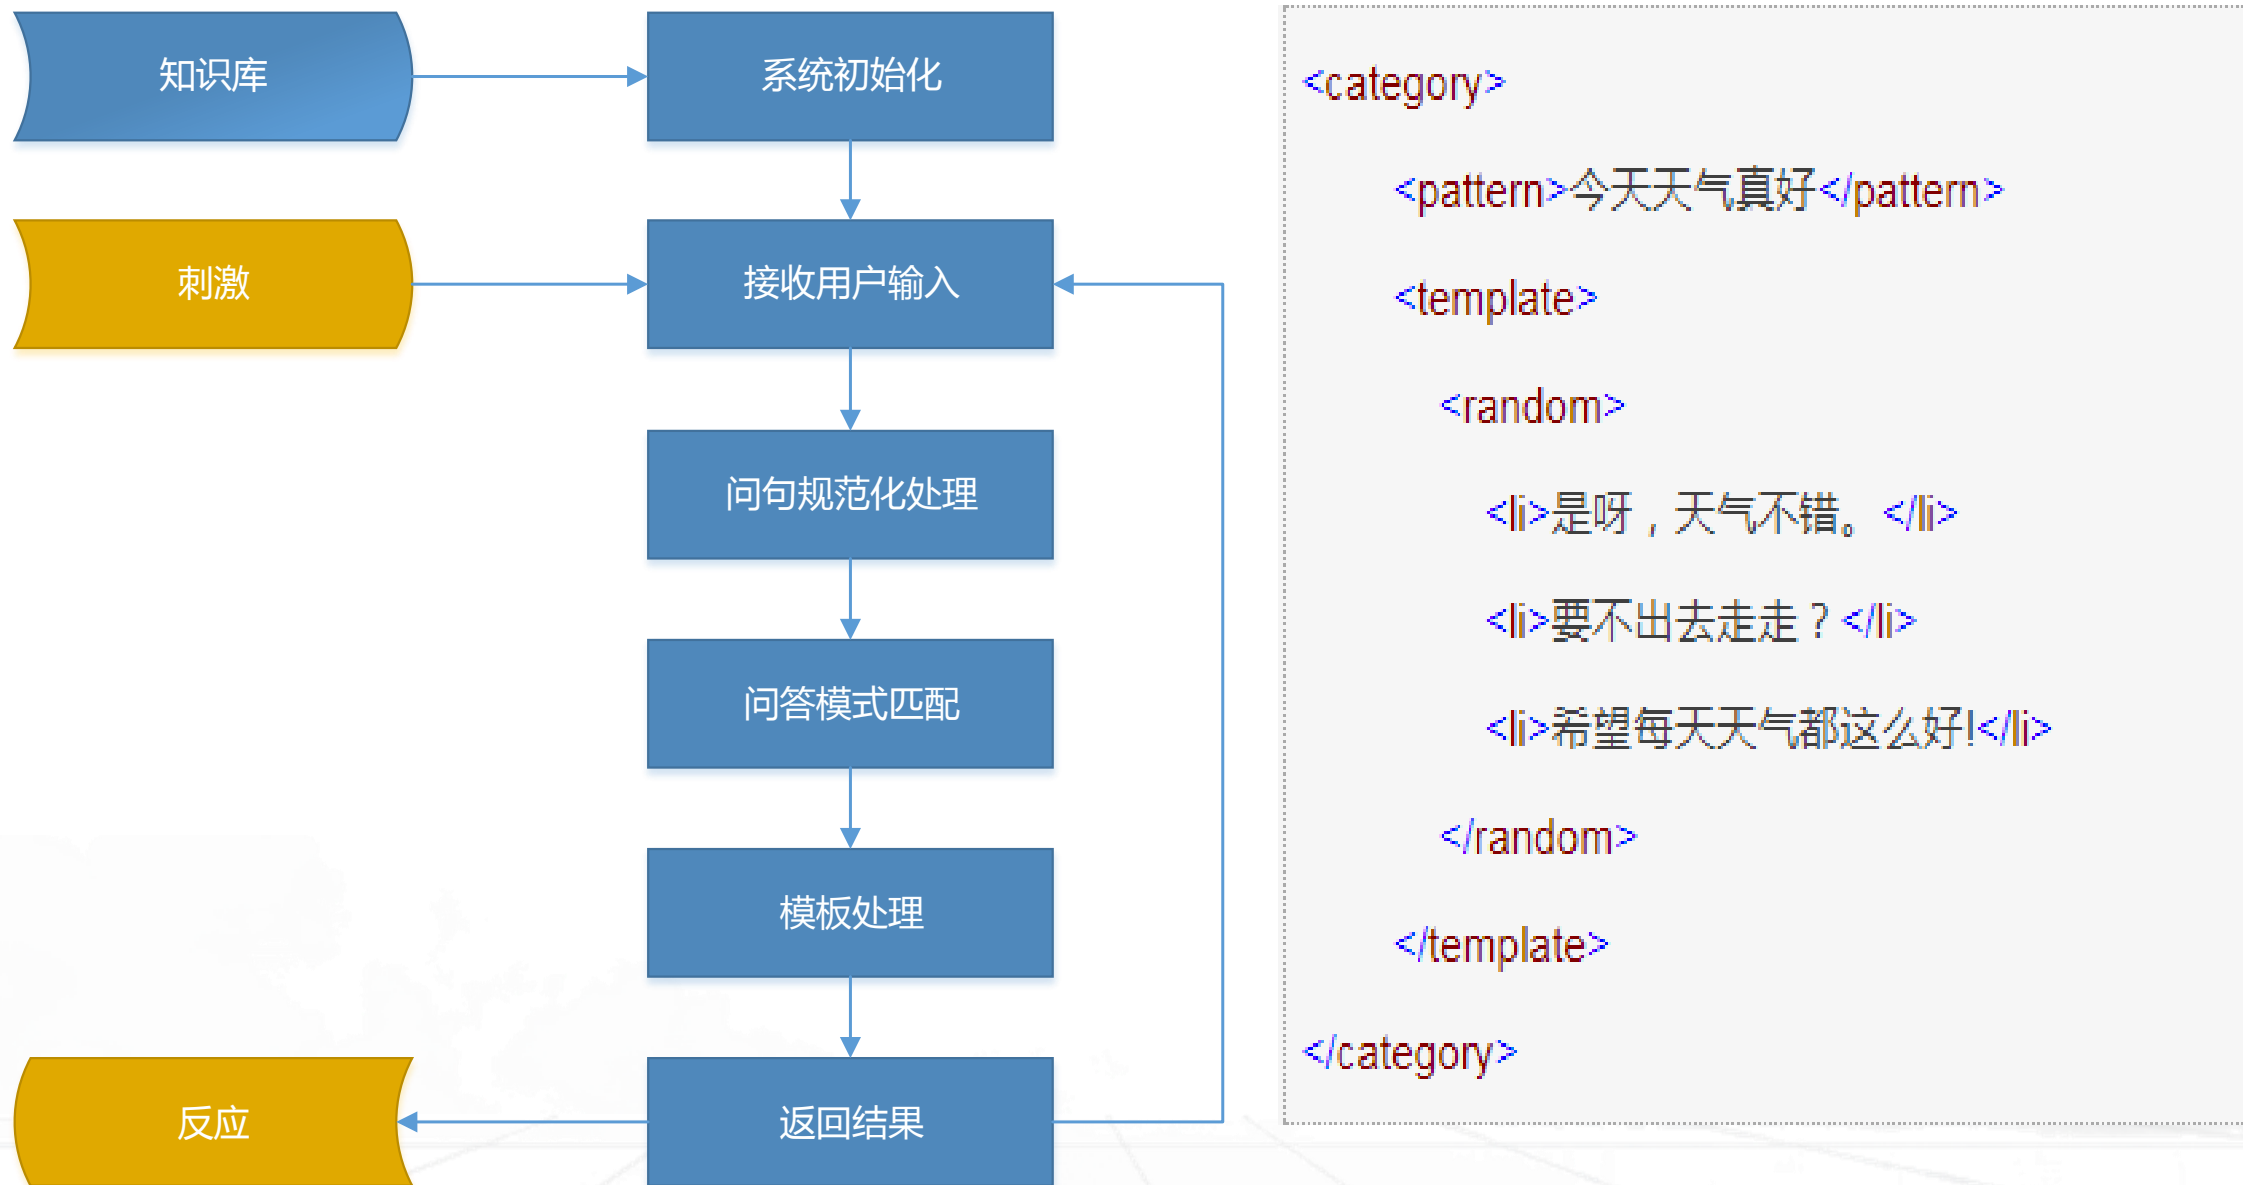 知识库
系统初始化
刺激
接收用户输入
问句规范化处理
问答模式匹配
模板处理
反应
返回结果
<category>
<pattern>今天天气真好</pattern>
<template>
<random>
<li>是呀，天气不错。</li>
<li>要不出去走走？</li>
<li>希望每天天气都这么好!</li>
</random>
</template>
</category>